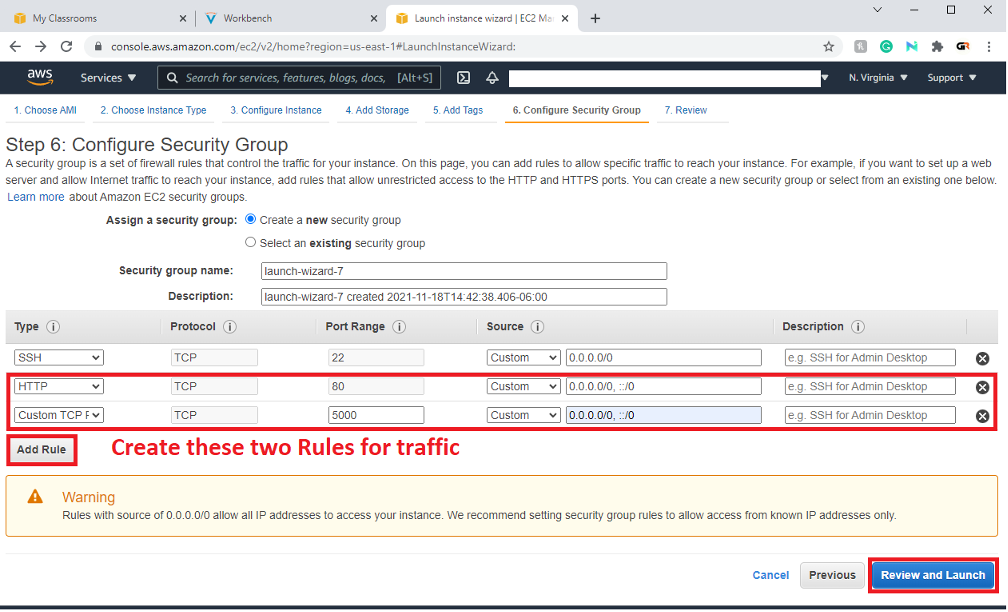 My Classrooms
Workbench
Launch instance wizard | EC2 Ma
console.aws.amazon.com/ec2/v2/home?region=us-east-1#LaunchInstanceWizard:
aws
Services
Search for services, features, blogs, docs, [Alt+S]
N. Virginia
Support
1. Choose AMI
2. Choose Instance Type
3. Configure Instance
4. Add Storage
5. Add Tags
6. Configure Security Group
7. Review
Step 6: Configure Security Group
A security group is a set of firewall rules that control the traffic for your instance. On this page, you can add rules to allow specific traffic to reach your instance. For example, if you want to set up a web
server and allow Internet traffic to reach your instance, add rules that allow unrestricted access to the HTTP and HTTPS ports. You can create a new security group or select from an existing one below.
Learn more about Amazon EC2 security groups.
Assign a security group: Create a new security group
Select an existing security group
Security group name: launch-wizard-7
Description: launch-wizard-7 created 2021-11-18T14:42:38.406-06:00
Type i Protocol i Port Range i Source i Description i
SSH TCP 22 Custom 0.0.0.0/0 e.g. SSH for Admin Desktop
HTTP TCP 80 Custom 0.0.0.0/0, ::/0 e.g. SSH for Admin Desktop
Custom TCP F TCP 5000 Custom 0.0.0.0/0, ::/0 e.g. SSH for Admin Desktop
Add Rule
Create these two Rules for traffic
Warning
Rules with source of 0.0.0.0/0 allow all IP addresses to access your instance. We recommend setting security group rules to allow access from known IP addresses only.
Cancel
Previous
Review and Launch